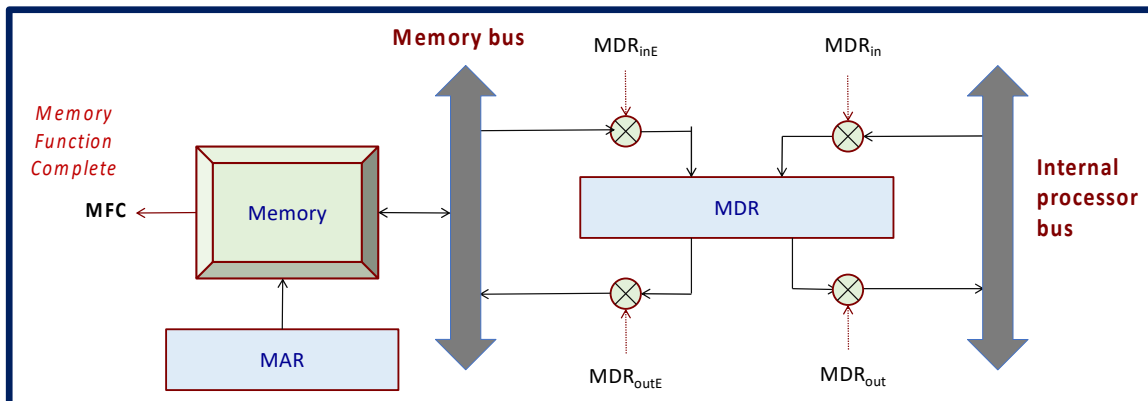 Memory bus
MDRinE
MDRin
Memory
Function
Complete
MFC
Memory
MDR
Internal
processor
bus
MAR
MDRoutE
MDRout